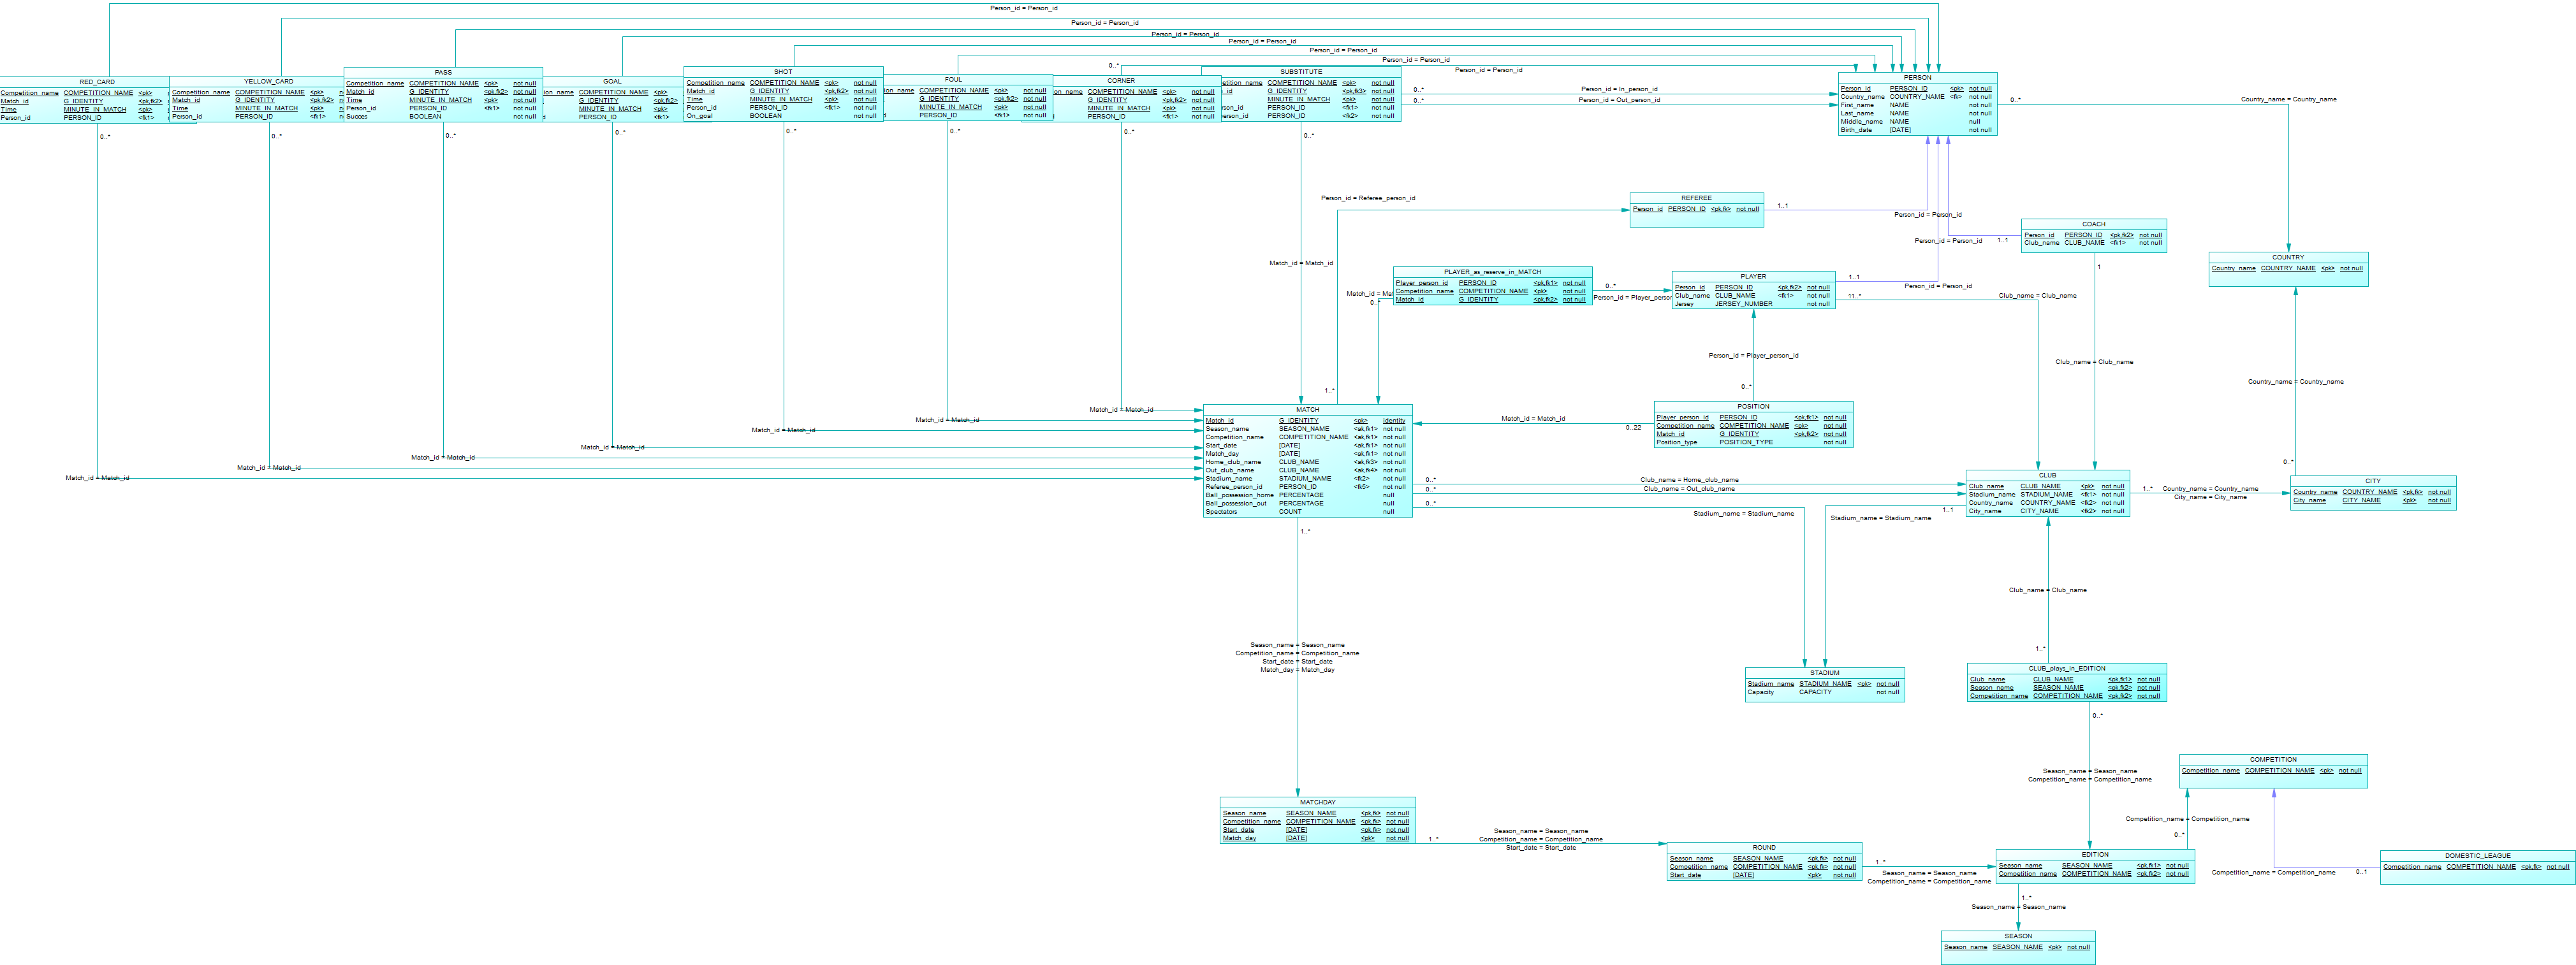 Person_id = Person_id
Person_id = Person_id
Person_id = Person_id
Person_id = Person_id
Person_id = Person_id
Person_id = Person_id
Person_id = Person_id
0..*
RED_CARD
Competition_name COMPETITION_NAME <pk>
Match_id G_IDENTITY <pk,fk2>
Time MINUTE_IN_MATCH <pk>
Person_id PERSON_ID <fk1>
YELLOW_CARD
Competition_name COMPETITION_NAME <pk>
Match_id G_IDENTITY <pk,fk2>
Time MINUTE_IN_MATCH <pk>
Person_id PERSON_ID <fk1>
PASS
Competition_name COMPETITION_NAME <pk> not null
Match_id G_IDENTITY <pk,fk2> not null
Time MINUTE_IN_MATCH <pk> not null
Person_id PERSON_ID <fk1> not null
Succes BOOLEAN not null
GOAL
COMPETITION_NAME <pk>
G_IDENTITY <pk,fk2>
MINUTE_IN_MATCH <pk>
PERSON_ID <fk1>
SHOT
Competition_name COMPETITION_NAME <pk> not null
Match_id G_IDENTITY <pk,fk2> not null
Time MINUTE_IN_MATCH <pk> not null
Person_id PERSON_ID <fk1> not null
On_goal BOOLEAN not null
FOUL
COMPETITION_NAME <pk> not null
G_IDENTITY <pk,fk2> not null
MINUTE_IN_MATCH <pk> not null
PERSON_ID <fk1> not null
CORNER
COMPETITION_NAME <pk> not null
G_IDENTITY <pk,fk2> not null
MINUTE_IN_MATCH <pk> not null
PERSON_ID <fk1> not null
SUBSTITUTE
COMPETITION_NAME <pk> not null
G_IDENTITY <pk,fk3> not null
MINUTE_IN_MATCH <pk> not null
PERSON_ID <fk1> not null
PERSON_ID <fk2> not null
0..* Person_id = In_person_id
0..* Person_id = Out_person_id
PERSON
Person_id PERSON_ID <pk> not null
Country_name COUNTRY_NAME <fk> not null
First_name NAME not null
Last_name NAME not null
Middle_name NAME null
Birth_date [DATE] not null
0..* Country_name = Country_name
0..* 0..* 0..* 0..* 0..* 0..* 0..* 0..*
Person_id = Referee_person_id
REFEREE
Person_id PERSON_ID <pk,fk> not null
1..1
Person_id = Person_id
COACH
Person_id PERSON_ID <pk,fk2> not null
Club_name CLUB_NAME <fk1> not null
1..1
Person_id = Person_id
1
COUNTRY
Country_name COUNTRY_NAME <pk> not null
Match_id = Match_id
PLAYER_as_reserve_in_MATCH
Player_person_id PERSON_ID <pk,fk1> not null
Competition_name COMPETITION_NAME <pk> not null
Match_id G_IDENTITY <pk,fk2> not null
0..*
0..*
PLAYER
Person_id PERSON_ID <pk,fk2> not null
Club_name CLUB_NAME <fk1> not null
Jersey JERSEY_NUMBER not null
1..1
Person_id = Person_id
11..*
Club_name = Club_name
Person_id = Player_person_id
0..*
Club_name = Club_name
Country_name = Country_name
0..*
1..*
MATCH
Match_id G_IDENTITY <pk> identity
Season_name SEASON_NAME <ak,fk1> not null
Competition_name COMPETITION_NAME <ak,fk1> not null
Start_date [DATE] <ak,fk1> not null
Match_day [DATE] <ak,fk1> not null
Home_club_name CLUB_NAME <ak,fk3> not null
Out_club_name CLUB_NAME <ak,fk4> not null
Stadium_name STADIUM_NAME <fk2> not null
Referee_person_id PERSON_ID <fk5> not null
Ball_possession_home PERCENTAGE null
Ball_possession_out PERCENTAGE null
Spectators COUNT null
Match_id = Match_id
Match_id = Match_id
Match_id = Match_id
Match_id = Match_id
Match_id = Match_id
Match_id = Match_id
Match_id = Match_id
POSITION
Player_person_id PERSON_ID <pk,fk1> not null
Competition_name COMPETITION_NAME <pk> not null
Match_id G_IDENTITY <pk,fk2> not null
Position_type POSITION_TYPE not null
Match_id = Match_id
0..22
0..* Club_name = Home_club_name
0..* Club_name = Out_club_name
0..* Stadium_name = Stadium_name
CLUB
Club_name CLUB_NAME <pk> not null
Stadium_name STADIUM_NAME <fk1> not null
Country_name COUNTRY_NAME <fk2> not null
City_name CITY_NAME <fk2> not null
1..1
Stadium_name = Stadium_name
1..* Country_name = Country_name
City_name = City_name
CITY
Country_name COUNTRY_NAME <pk,fk> not null
City_name CITY_NAME <pk> not null
1..*
Club_name = Club_name
1..*
Season_name = Season_name
Competition_name = Competition_name
Start_date = Start_date
Match_day = Match_day
STADIUM
Stadium_name STADIUM_NAME <pk> not null
Capacity CAPACITY not null
CLUB_plays_in_EDITION
Club_name CLUB_NAME <pk,fk1> not null
Season_name SEASON_NAME <pk,fk2> not null
Competition_name COMPETITION_NAME <pk,fk2> not null
0..*
Season_name = Season_name
Competition_name = Competition_name
COMPETITION
Competition_name COMPETITION_NAME <pk> not null
Competition_name = Competition_name
0..*
MATCHDAY
Season_name SEASON_NAME <pk,fk> not null
Competition_name COMPETITION_NAME <pk,fk> not null
Start_date [DATE] <pk,fk> not null
Match_day [DATE] <pk> not null
1..*
Season_name = Season_name
Competition_name = Competition_name
Start_date = Start_date
ROUND
Season_name SEASON_NAME <pk,fk> not null
Competition_name COMPETITION_NAME <pk,fk> not null
Start_date [DATE] <pk> not null
1..*
Season_name = Season_name
Competition_name = Competition_name
EDITION
Season_name SEASON_NAME <pk,fk1> not null
Competition_name COMPETITION_NAME <pk,fk2> not null
1..*
Season_name = Season_name
DOMESTIC_LEAGUE
Competition_name COMPETITION_NAME <pk,fk> not null
Competition_name = Competition_name
0..1
SEASON
Season_name SEASON_NAME <pk> not null